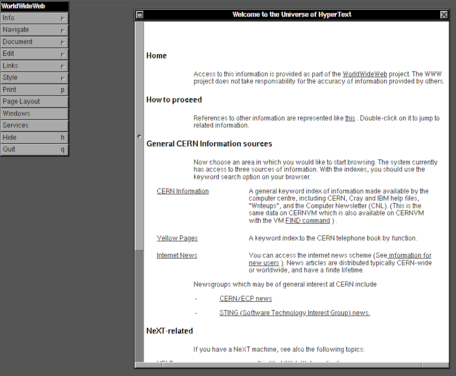 WorldWideWeb
Info r
Navigate r
Document r
Edit r
Links r
Style r
Print p
Page Layout
Windows
Services
Hide h
Quit q
Welcome to the Universe of HyperText
Home
Access to this information is provided as part of the WorldWideWeb project. The WWW
project does not take responsability for the accuracy of information provided by others.
How to proceed
References to other information are represented like this . Double-click on it to jump to
related information.
General CERN Information sources
Now choose an area in which you would like to start browsing. The system currently
has access to three sources of information. With the indexes, you should use the
keyword search option on your browser.
CERN Information
A general keyword index of information made available by the
computer centre, including CERN, Cray and IBM help files,
"Writeups", and the Computer Newsletter (CNL). (This is the
same data on CERNVM which is also available on CERNVM
with the VM FIND command ) .
Yellow Pages
A keyword index to the CERN telephone book by function.
Internet News
You can access the internet news scheme (See information for
new users ). News articles are distributed typically CERN-wide
or worldwide, and have a finite lifetime.
Newsgroups which may be of general interest at CERN include
- CERN/ECP news
- STING (Software Technology Interest Group) news.
NeXT-related
If you have a NeXT machine, see also the following topics: